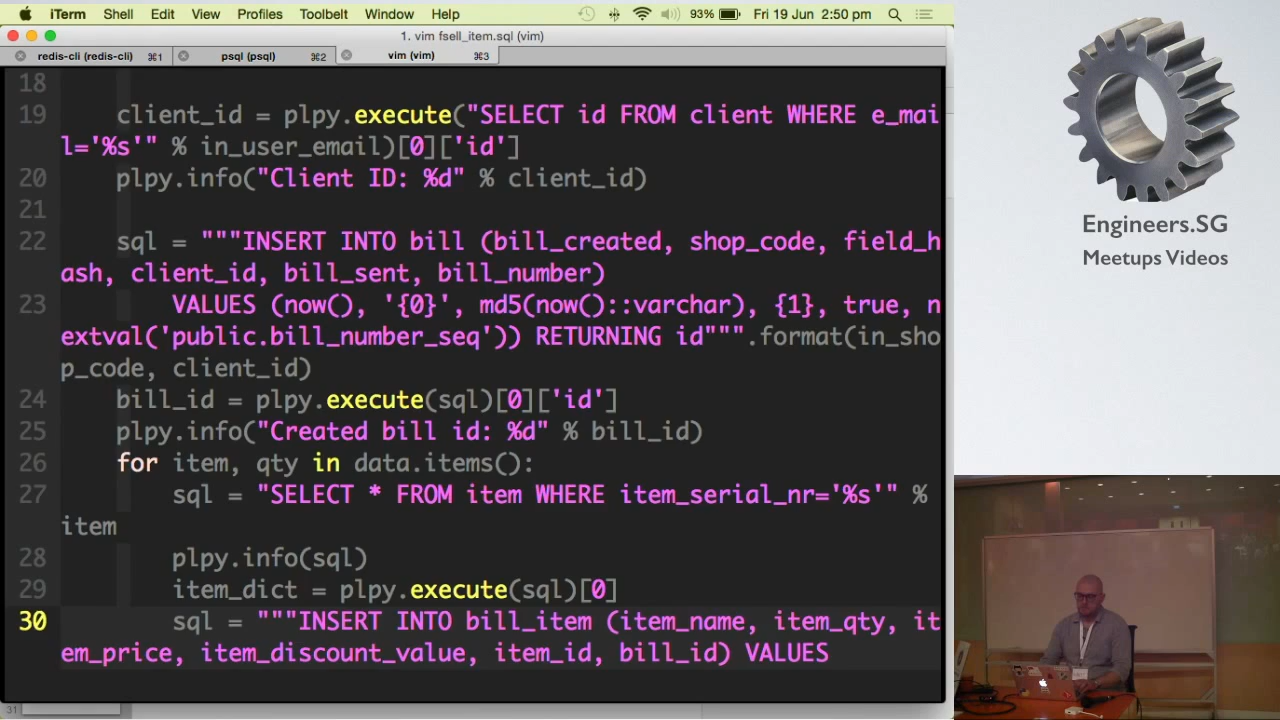 iTerm Shell Edit View Profiles Toolbelt Window Help 93% Fri 19 Jun 2:50 pm
1. vim fsell_item.sql (vim)
redis-cli (redis-cli) ⌘1 psql (psql) ⌘2 vim (vim) ⌘3
18
19 client_id = plpy.execute("SELECT id FROM client WHERE e_mai
l='%s'" % in_user_email)[0]['id']
20 plpy.info("Client ID: %d" % client_id)
21
22 sql = """INSERT INTO bill (bill_created, shop_code, field_h
ash, client_id, bill_sent, bill_number)
23 VALUES (now(), '{0}', md5(now()::varchar), {1}, true, n
extval('public.bill_number_seq')) RETURNING id""".format(in_sho
p_code, client_id)
24 bill_id = plpy.execute(sql)[0]['id']
25 plpy.info("Created bill id: %d" % bill_id)
26 for item, qty in data.items():
27 sql = "SELECT * FROM item WHERE item_serial_nr='%s'" %
item
28 plpy.info(sql)
29 item_dict = plpy.execute(sql)[0]
30 sql = """INSERT INTO bill_item (item_name, item_qty, it
em_price, item_discount_value, item_id, bill_id) VALUES
31
Engineers.SG
Meetups Videos